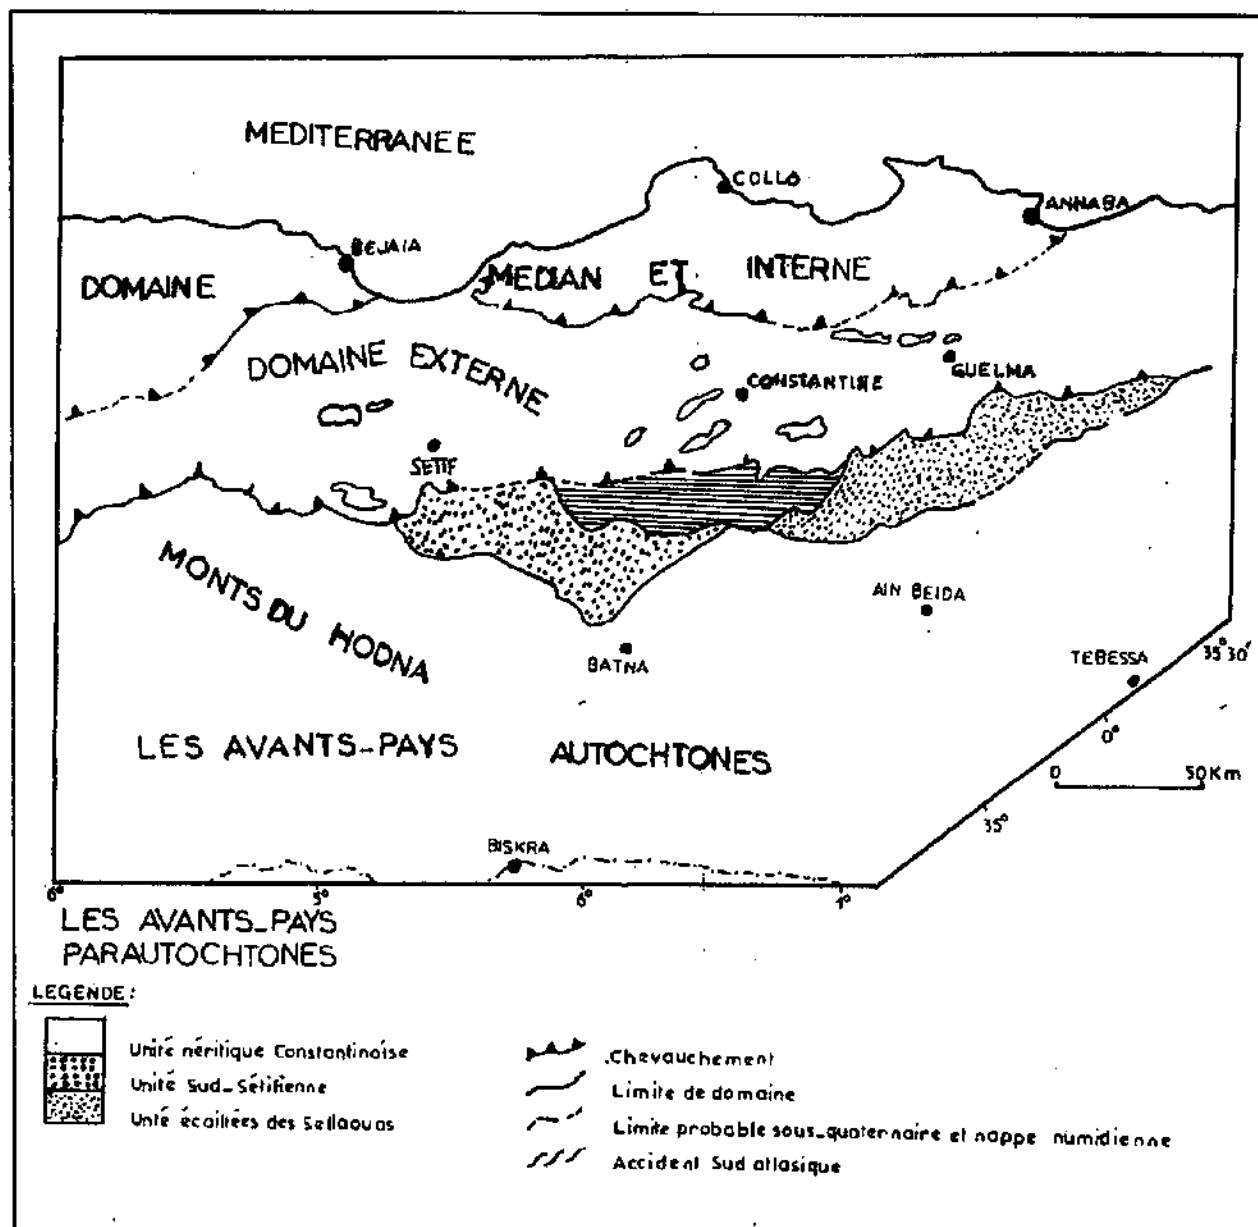 MEDITERRANEE
COLLO
ANNABA
BEJAIA
DOMAINE MEDIAN ET INTERNE
DOMAINE EXTERNE
GUELMA
CONSTANTINE
SETIF
MONTS DU HODNA
AIN BEIDA
BATNA
TEBESSA
35° 30'
LES AVANTS_PAYS AUTOCHTONES
0°
0 50Km
35°
BISKRA
6° 5° 6° 7°
LES AVANTS_PAYS
PARAUTOCHTONES
LEGENDE:
Unité néritique Constantinoise
Unité Sud_Sétifienne
Unté écaillées des Sellaouas
Chevauchement
Limite de domaine
Limite probable sous_quaternaire et nappe numidienne
Accident Sud atlasique